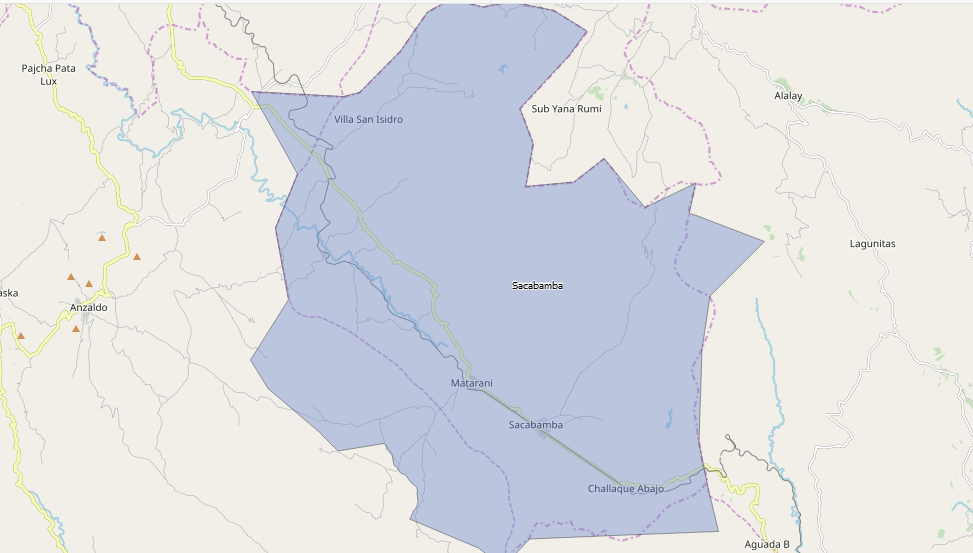 Pajcha Pata
Lux
Alalay
Sub Yana Rumi
Villa San Isidro
Lagunitas
Sacabamba
aska
Anzaldo
Matarani
Sacabamba
Challaque Abajo
Aguada B